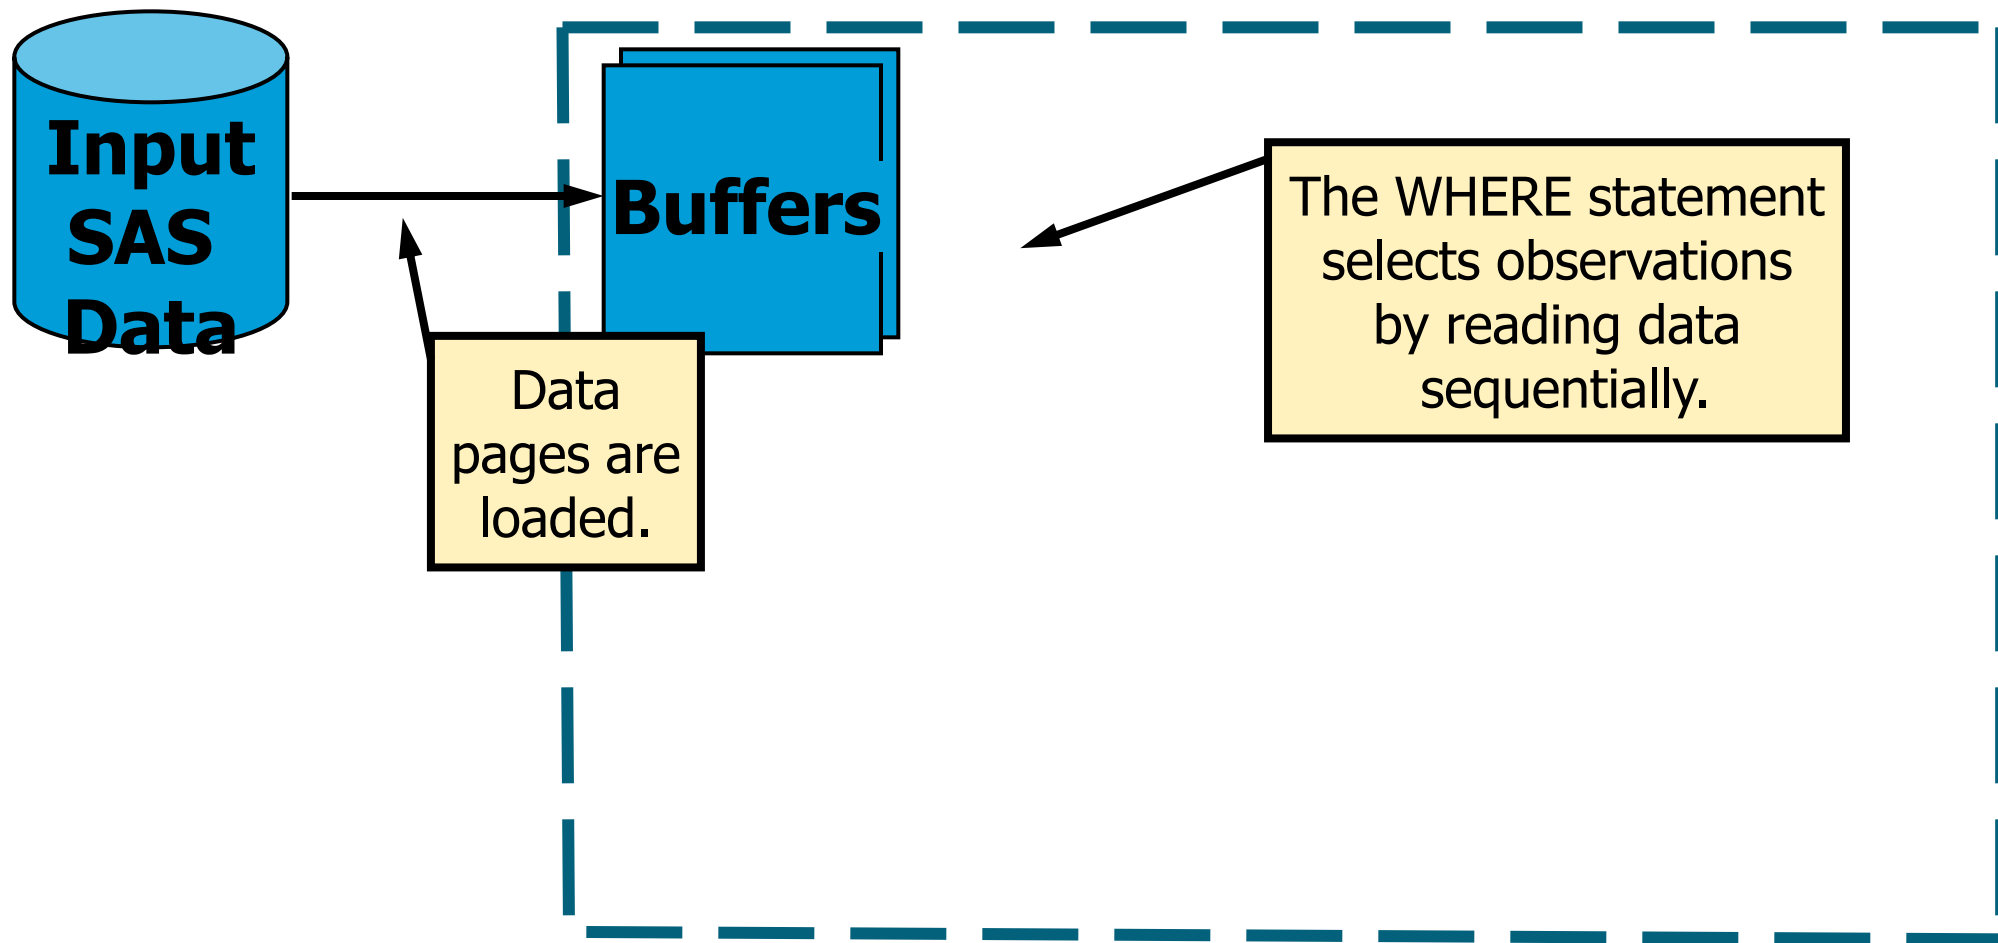 Input
SAS
Data
Buffers
Data
pages are
loaded.
The WHERE statement
selects observations
by reading data
sequentially.